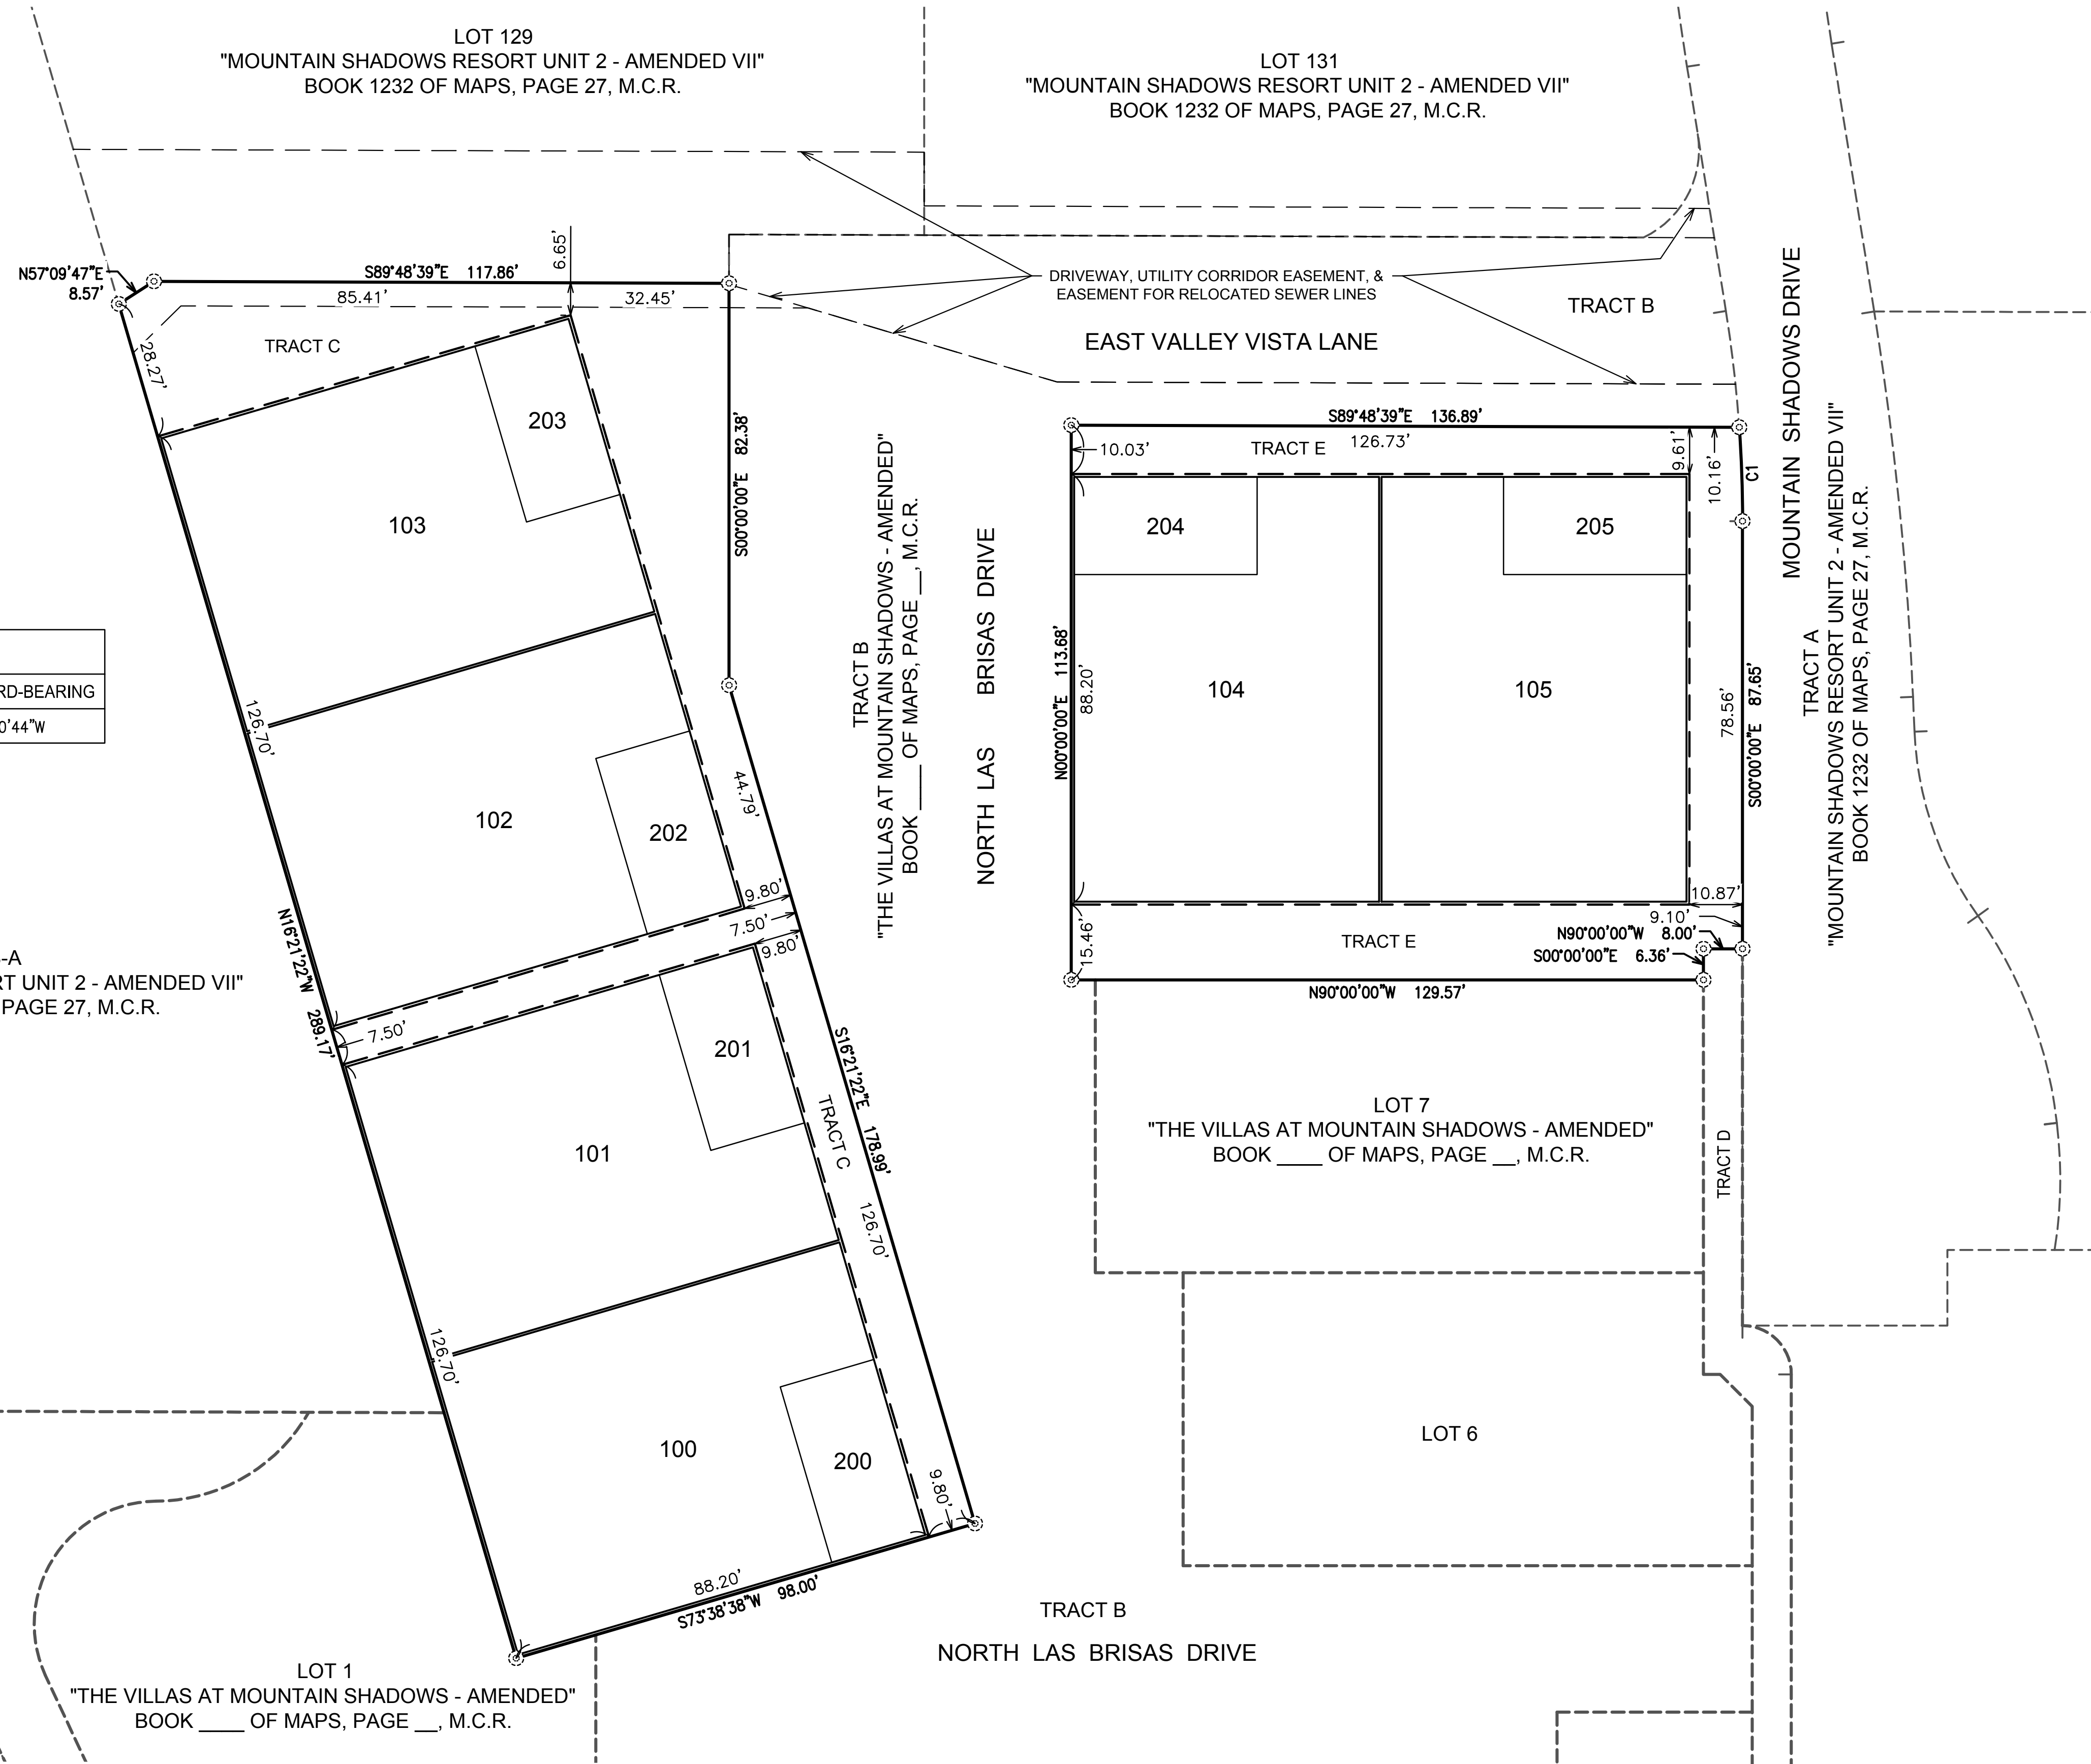 LOT 129
"MOUNTAIN SHADOWS RESORT UNIT 2 - AMENDED VII"
BOOK 1232 OF MAPS, PAGE 27, M.C.R.
LOT 131
"MOUNTAIN SHADOWS RESORT UNIT 2 - AMENDED VII"
BOOK 1232 OF MAPS, PAGE 27, M.C.R.
N57°09'47"E
8.57'
S89°48'39"E 117.86'
6.65'
85.41'
32.45'
DRIVEWAY, UTILITY CORRIDOR EASEMENT, &
EASEMENT FOR RELOCATED SEWER LINES
TRACT B
EAST VALLEY VISTA LANE
TRACT C
28.27'
203
103
S00°00'00"E 82.38'
126.70'
102
202
44.79'
9.80'
7.50'
9.80'
N16°21'22"W 289.17'
7.50'
201
101
TRACT C
S16°21'22"E 178.99'
126.70'
126.70'
100
200
9.80'
88.20'
S73°38'38"W 98.00'
TRACT B
"THE VILLAS AT MOUNTAIN SHADOWS - AMENDED"
BOOK ____ OF MAPS, PAGE __, M.C.R.
NORTH LAS BRISAS DRIVE
S89°48'39"E 136.89'
126.73'
TRACT E
10.03'
9.61'
10.16'
C1
204
205
104
105
N00°00'00"E 113.68'
88.20'
78.56'
S00°00'00"E 87.65'
10.87'
9.10'
N90°00'00"W 8.00'
S00°00'00"E 6.36'
TRACT E
15.46'
N90°00'00"W 129.57'
MOUNTAIN SHADOWS DRIVE
TRACT A
"MOUNTAIN SHADOWS RESORT UNIT 2 - AMENDED VII"
BOOK 1232 OF MAPS, PAGE 27, M.C.R.
RD-BEARING
0'44"W
-A
RT UNIT 2 - AMENDED VII"
PAGE 27, M.C.R.
LOT 7
"THE VILLAS AT MOUNTAIN SHADOWS - AMENDED"
BOOK ____ OF MAPS, PAGE __, M.C.R.
TRACT D
LOT 6
TRACT B
NORTH LAS BRISAS DRIVE
LOT 1
"THE VILLAS AT MOUNTAIN SHADOWS - AMENDED"
BOOK ____ OF MAPS, PAGE __, M.C.R.